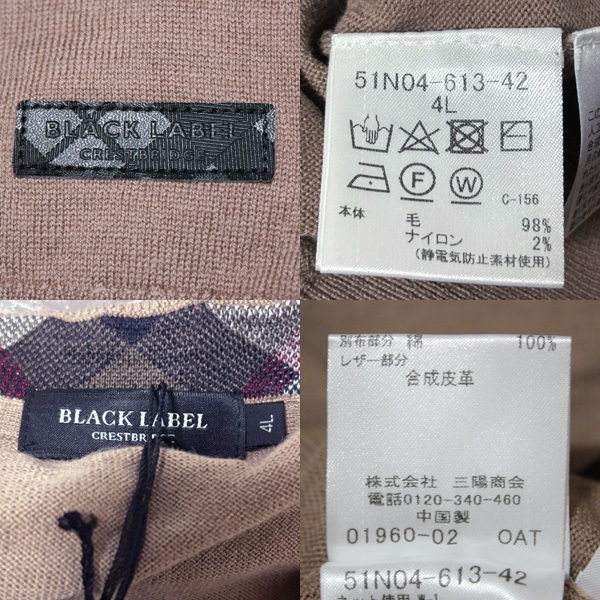 BLACK LABEL
CRESTBRIDGE
51N04-613-42
4L
F
W
C-156
本体
毛 98%
ナイロン 2%
(静電気防止素材使用)
BLACK LABEL
CRESTBRIDGE
4L
別布部分 綿 100%
レザー部分
合成皮革
株式会社 三陽商会
電話0120-340-460
中国製
01960-02 OAT
51N04-613-42